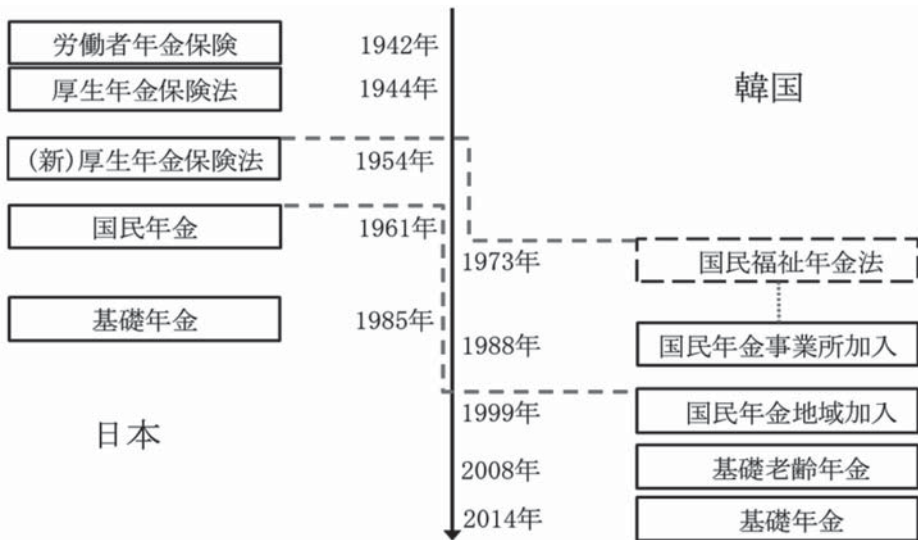 労働者年金保険 1942年
厚生年金保険法 1944年
韓国
(新)厚生年金保険法 1954年
国民年金 1961年
1973年 国民福祉年金法
基礎年金 1985年
1988年 国民年金事業所加入
1999年 国民年金地域加入
日本
2008年 基礎老齢年金
2014年 基礎年金